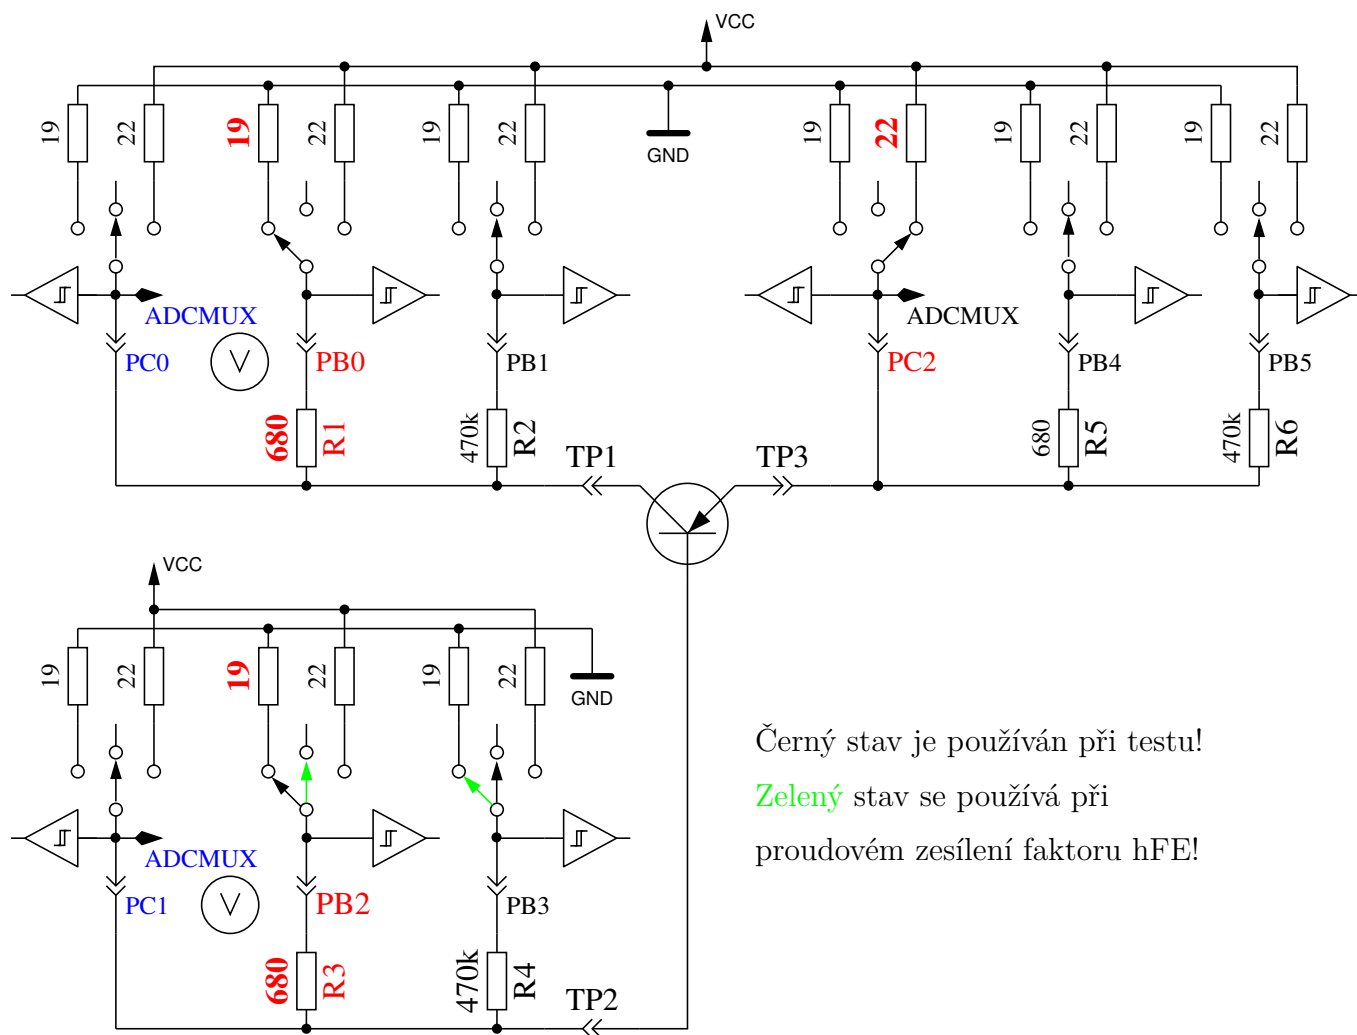 VCC
19
22
19
22
19
22
GND
19
22
19
22
19
22
ADCMUX
ADCMUX
PC0
V
PB0
PB1
PC2
PB4
PB5
680
R1
470k
R2
680
R5
470k
R6
TP1
TP3
VCC
19
22
19
22
19
22
GND
Černý stav je používán při testu!
Zelený stav se používá při
proudovém zesílení faktoru hFE!
ADCMUX
PC1
V
PB2
PB3
680
R3
470k
R4
TP2